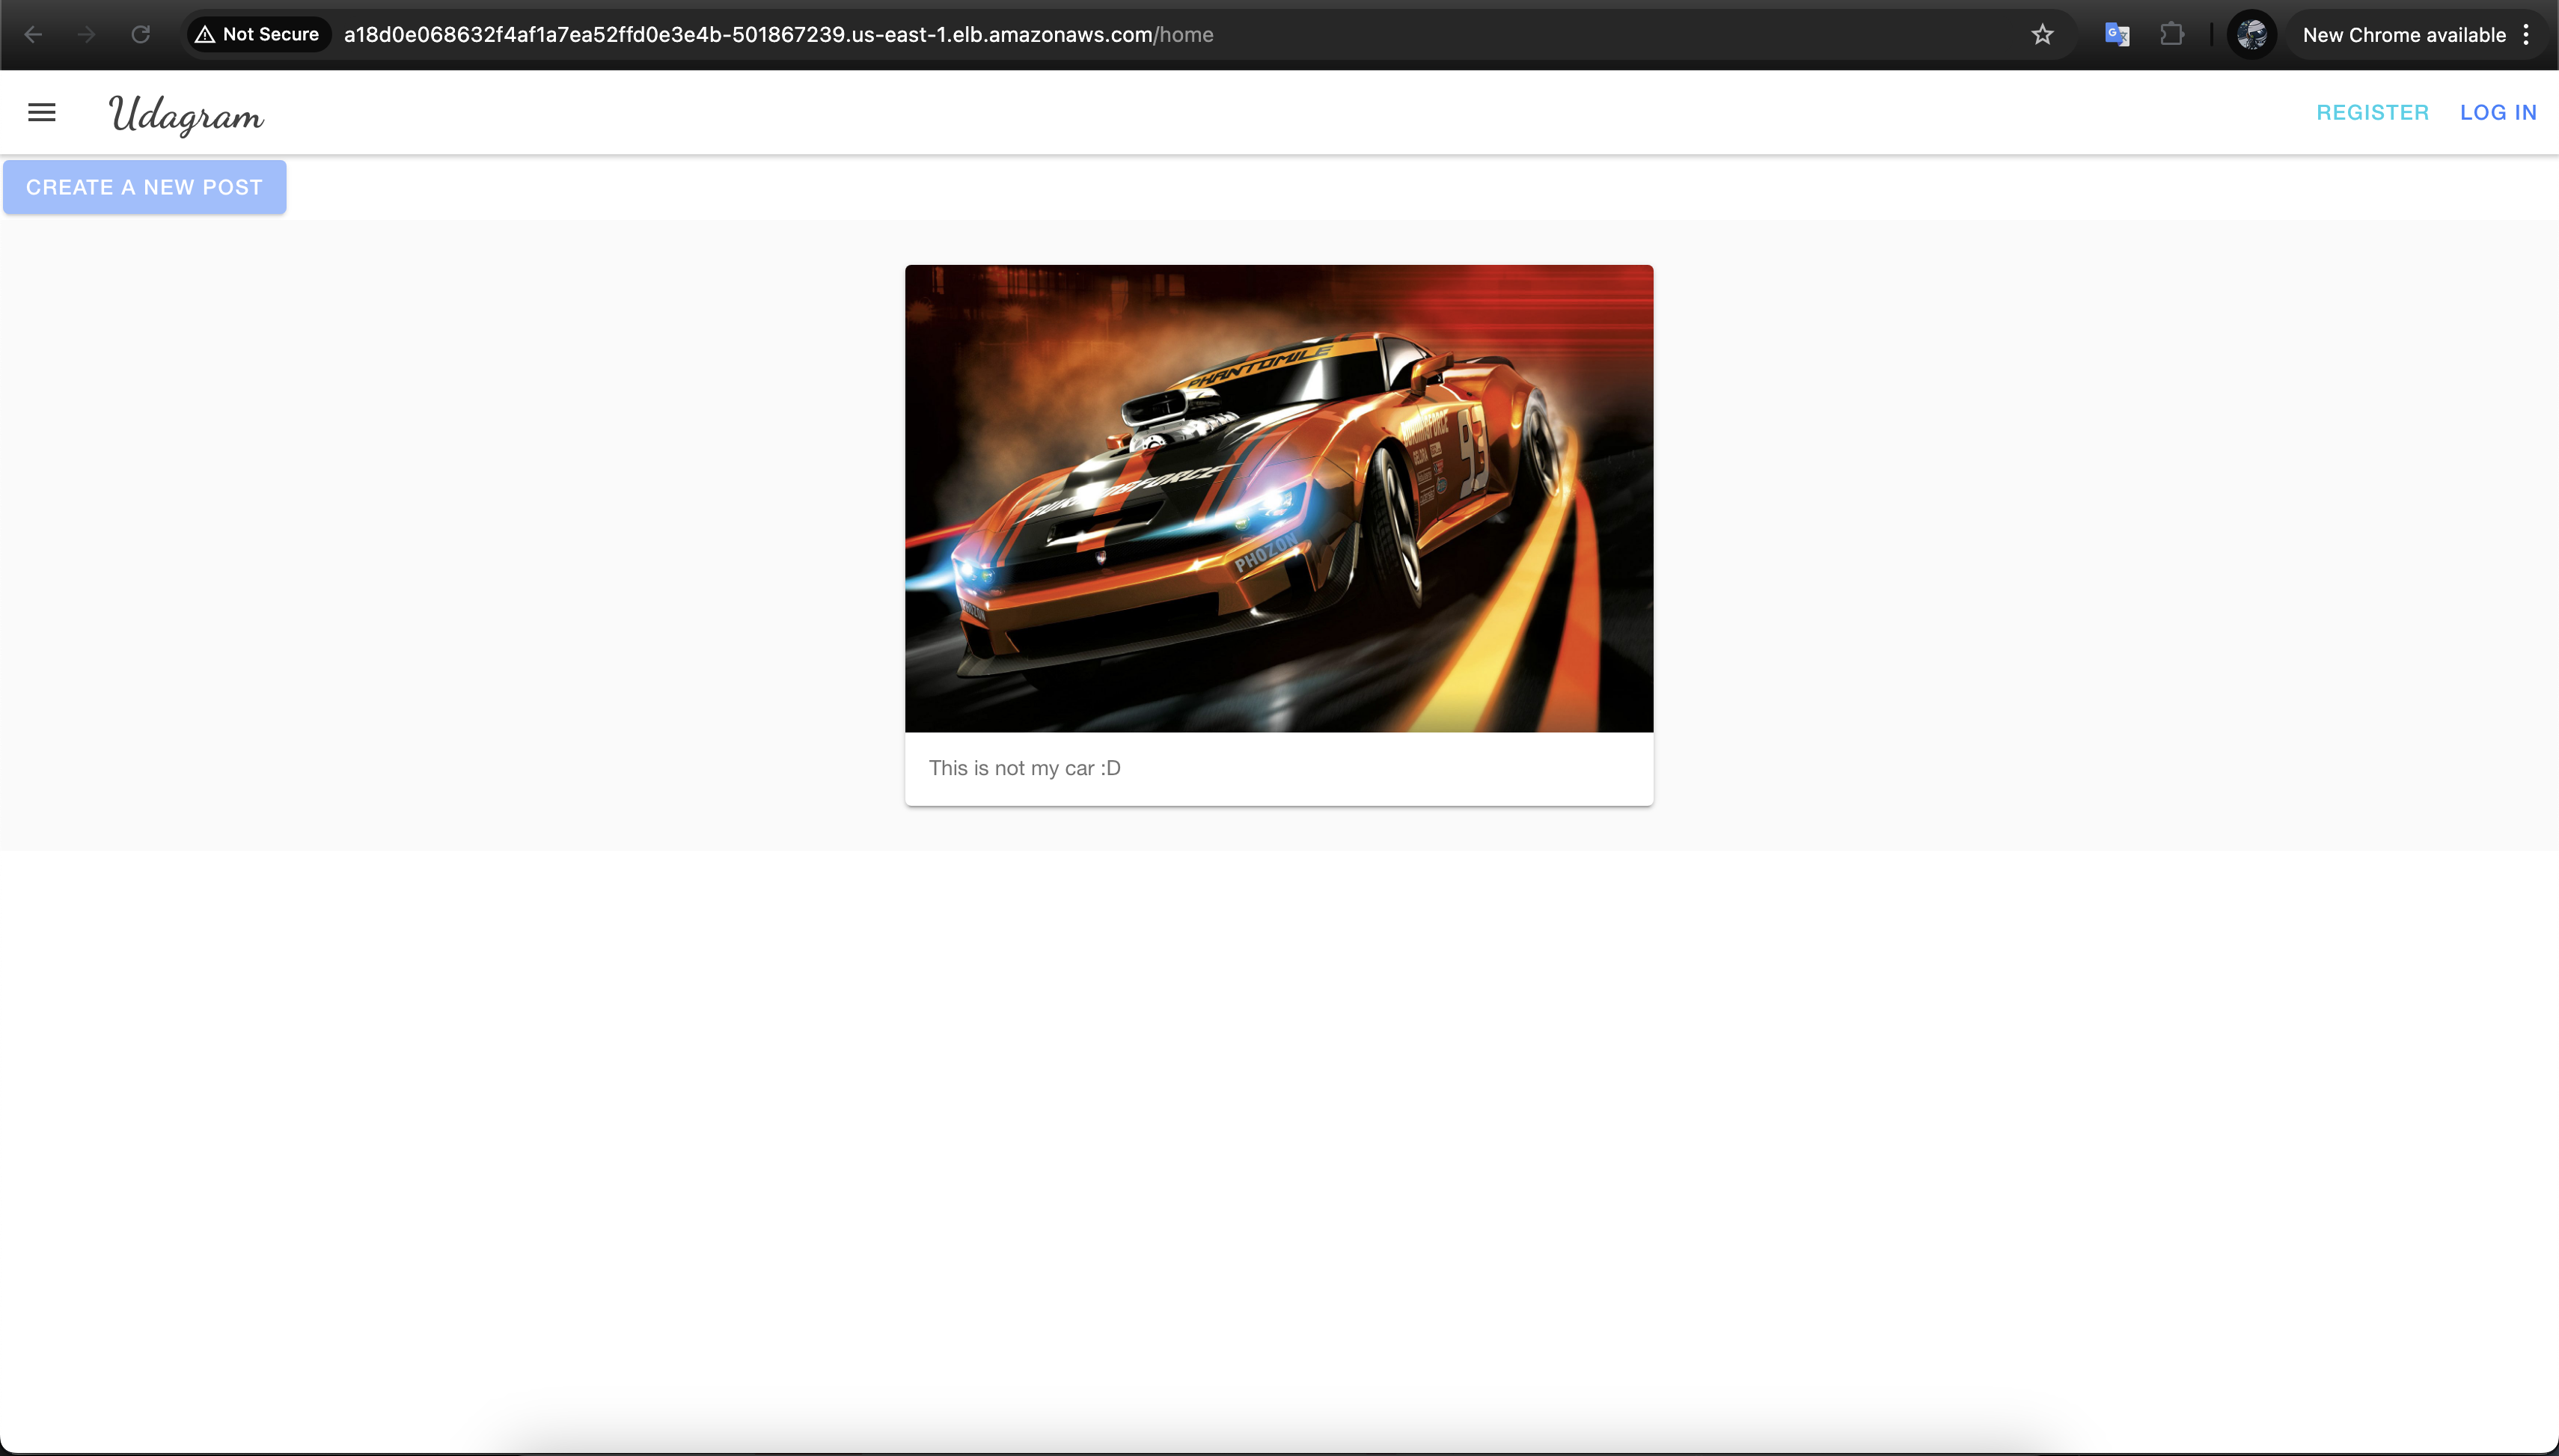 Not Secure
a18d0e068632f4af1a7ea52ffd0e3e4b-501867239.us-east-1.elb.amazonaws.com/home
New Chrome available
Udagram
REGISTER
LOG IN
CREATE A NEW POST
PHANTOMILE
93
PHOZON
This is not my car :D